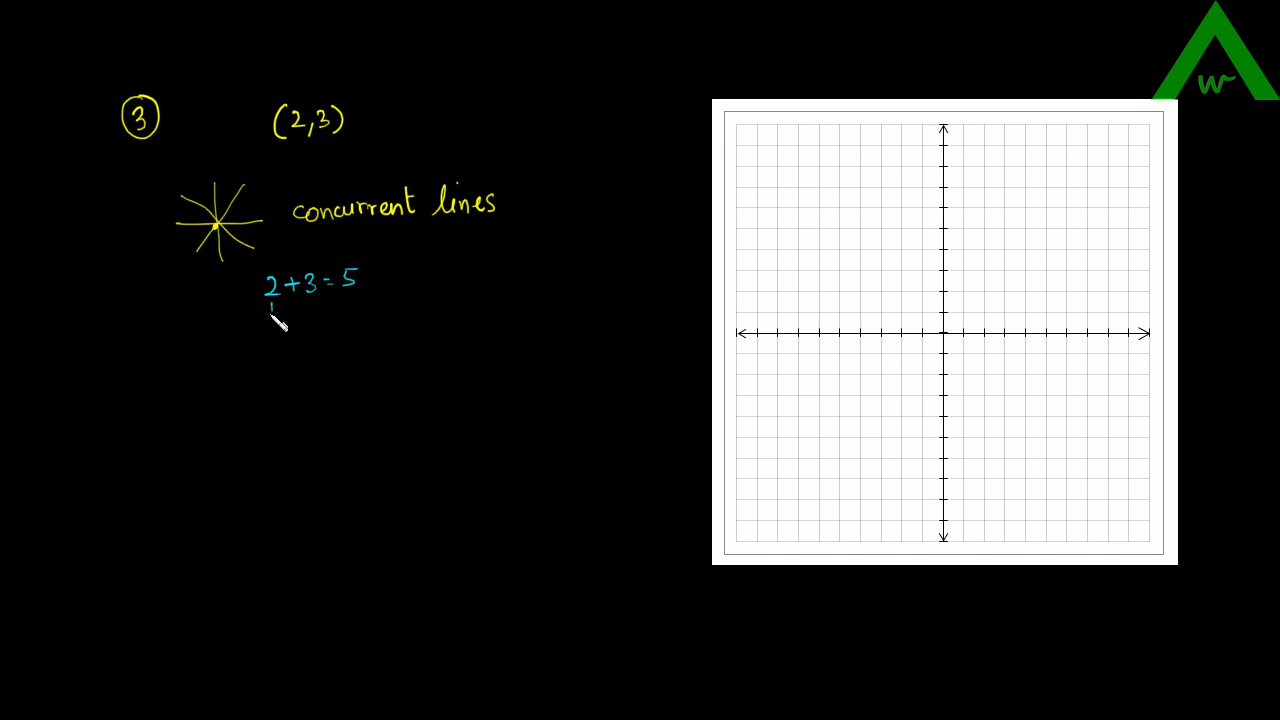 3 (2,3)
concurrent lines
2+3=5
w